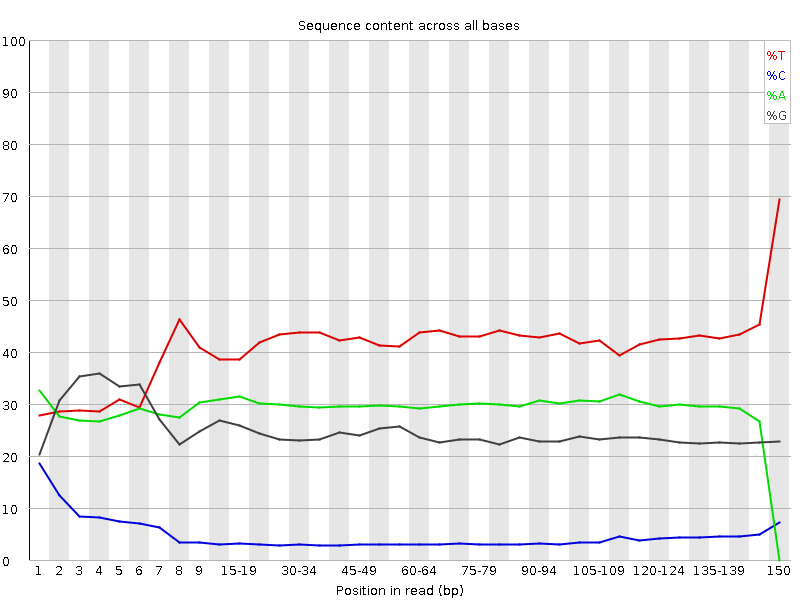 Sequence content across all bases
100
90
80
70
60
50
40
30
20
10
0
%T
%C
%A
%G
1 2 3 4 5 6 7 8 9 15-19 30-34 45-49 60-64 75-79 90-94 105-109 120-124 135-139 150
Position in read (bp)